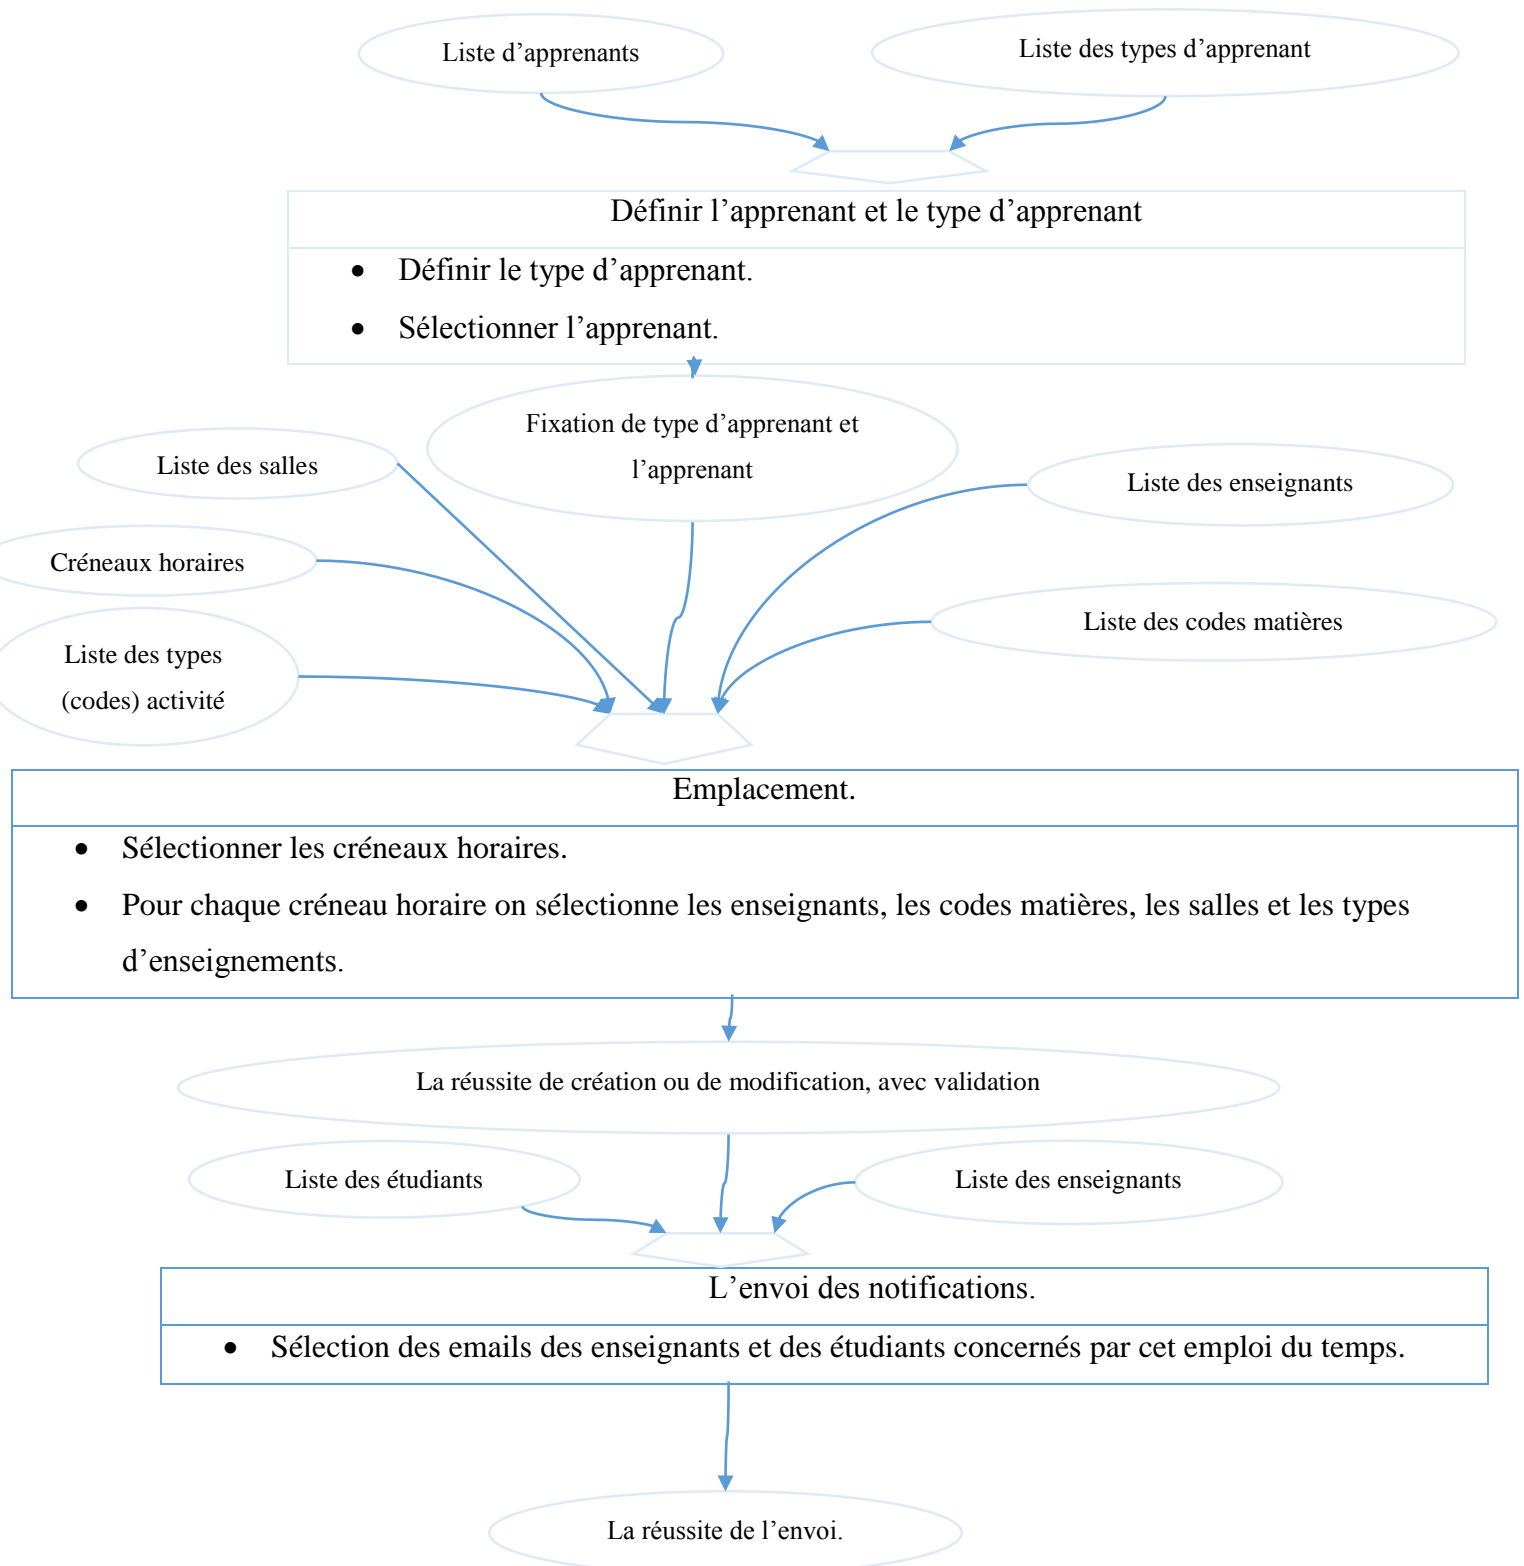 Liste d’apprenants
Liste des types d’apprenant
Définir l’apprenant et le type d’apprenant
• Définir le type d’apprenant.
• Sélectionner l’apprenant.
Fixation de type d’apprenant et
l’apprenant
Liste des salles
Liste des enseignants
Créneaux horaires
Liste des codes matières
Liste des types
(codes) activité
Emplacement.
• Sélectionner les créneaux horaires.
• Pour chaque créneau horaire on sélectionne les enseignants, les codes matières, les salles et les types
d’enseignements.
La réussite de création ou de modification, avec validation
Liste des étudiants
Liste des enseignants
L’envoi des notifications.
• Sélection des emails des enseignants et des étudiants concernés par cet emploi du temps.
La réussite de l’envoi.